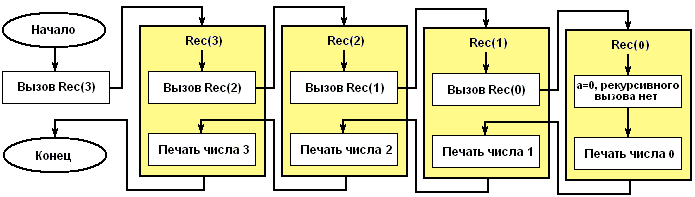 Начало
Вызов Rec(3)
Конец
Rec(3)
Вызов Rec(2)
Печать числа 3
Rec(2)
Вызов Rec(1)
Печать числа 2
Rec(1)
Вызов Rec(0)
Печать числа 1
Rec(0)
a=0, рекурсивного
вызова нет
Печать числа 0